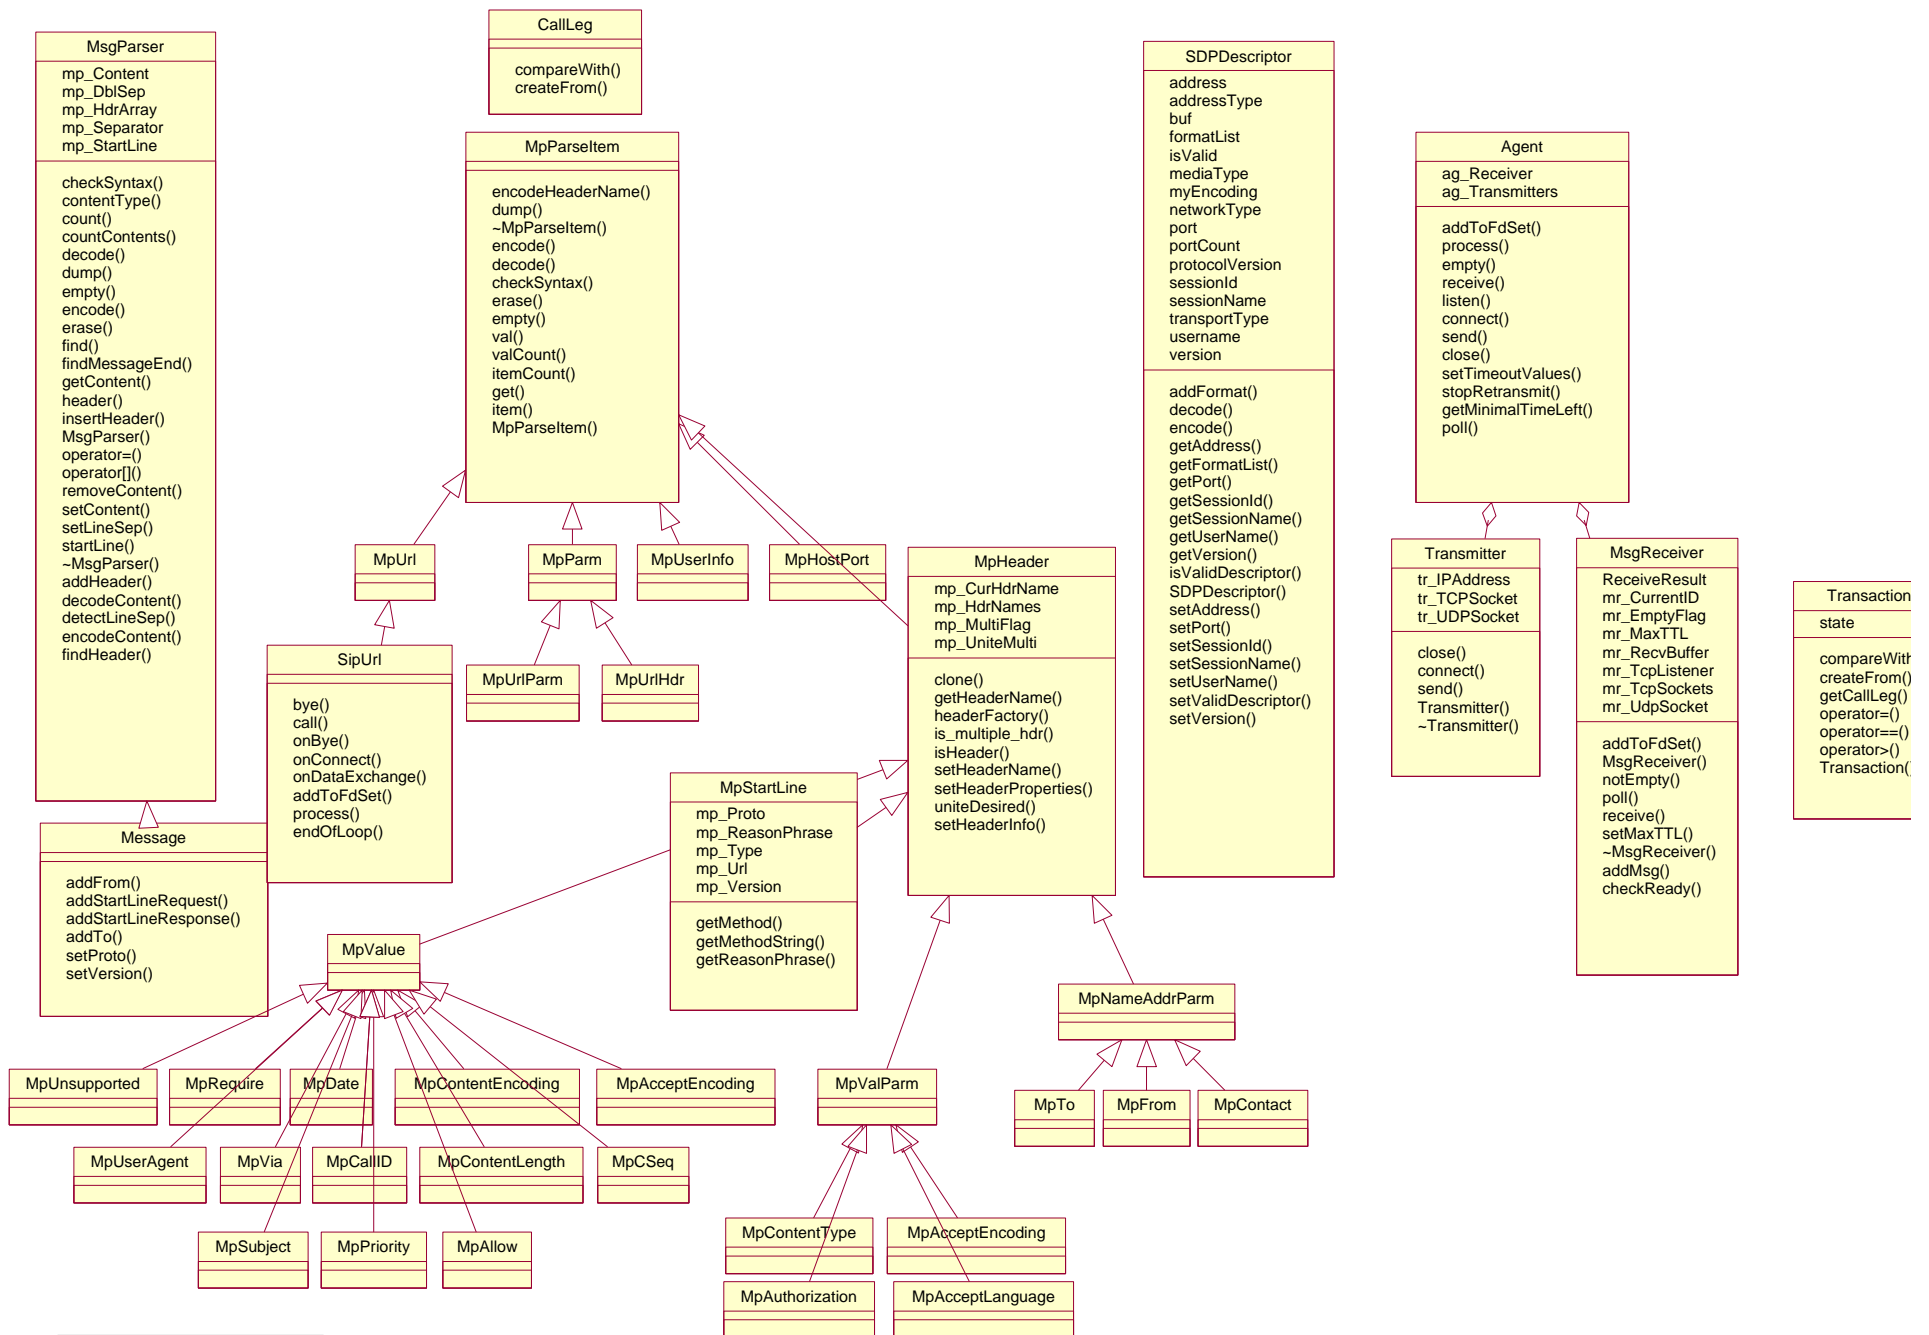 MsgParser
mp_Content
mp_DblSep
mp_HdrArray
mp_Separator
mp_StartLine
checkSyntax()
contentType()
count()
countContents()
decode()
dump()
empty()
encode()
erase()
find()
findMessageEnd()
getContent()
header()
insertHeader()
MsgParser()
operator=()
operator[]()
removeContent()
setContent()
setLineSep()
startLine()
~MsgParser()
addHeader()
decodeContent()
detectLineSep()
encodeContent()
findHeader()
Message
addFrom()
addStartLineRequest()
addStartLineResponse()
addTo()
setProto()
setVersion()
CallLeg
compareWith()
createFrom()
MpParseItem
encodeHeaderName()
dump()
~MpParseItem()
encode()
decode()
checkSyntax()
erase()
empty()
val()
valCount()
itemCount()
get()
item()
MpParseItem()
MpUrl
MpParm
MpUserInfo
MpHostPort
SipUrl
bye()
call()
onBye()
onConnect()
onDataExchange()
addToFdSet()
process()
endOfLoop()
MpUrlParm
MpUrlHdr
MpHeader
mp_CurHdrName
mp_HdrNames
mp_MultiFlag
mp_UniteMulti
clone()
getHeaderName()
headerFactory()
is_multiple_hdr()
isHeader()
setHeaderName()
setHeaderProperties()
uniteDesired()
setHeaderInfo()
MpStartLine
mp_Proto
mp_ReasonPhrase
mp_Type
mp_Url
mp_Version
getMethod()
getMethodString()
getReasonPhrase()
MpValue
MpUnsupported
MpRequire
MpDate
MpContentEncoding
MpAcceptEncoding
MpUserAgent
MpVia
MpCallID
MpContentLength
MpCSeq
MpSubject
MpPriority
MpAllow
MpValParm
MpContentType
MpAcceptEncoding
MpAuthorization
MpAcceptLanguage
MpNameAddrParm
MpTo
MpFrom
MpContact
SDPDescriptor
address
addressType
buf
formatList
isValid
mediaType
myEncoding
networkType
port
portCount
protocolVersion
sessionId
sessionName
transportType
username
version
addFormat()
decode()
encode()
getAddress()
getFormatList()
getPort()
getSessionId()
getSessionName()
getUserName()
getVersion()
isValidDescriptor()
SDPDescriptor()
setAddress()
setPort()
setSessionId()
setSessionName()
setUserName()
setValidDescriptor()
setVersion()
Agent
ag_Receiver
ag_Transmitters
addToFdSet()
process()
empty()
receive()
listen()
connect()
send()
close()
setTimeoutValues()
stopRetransmit()
getMinimalTimeLeft()
poll()
Transmitter
tr_IPAddress
tr_TCPSocket
tr_UDPSocket
close()
connect()
send()
Transmitter()
~Transmitter()
MsgReceiver
ReceiveResult
mr_CurrentID
mr_EmptyFlag
mr_MaxTTL
mr_RecvBuffer
mr_TcpListener
mr_TcpSockets
mr_UdpSocket
addToFdSet()
MsgReceiver()
notEmpty()
poll()
receive()
setMaxTTL()
~MsgReceiver()
addMsg()
checkReady()
Transaction
state
compareWith
createFrom()
getCallLeg()
operator=()
operator==()
operator>()
Transaction(